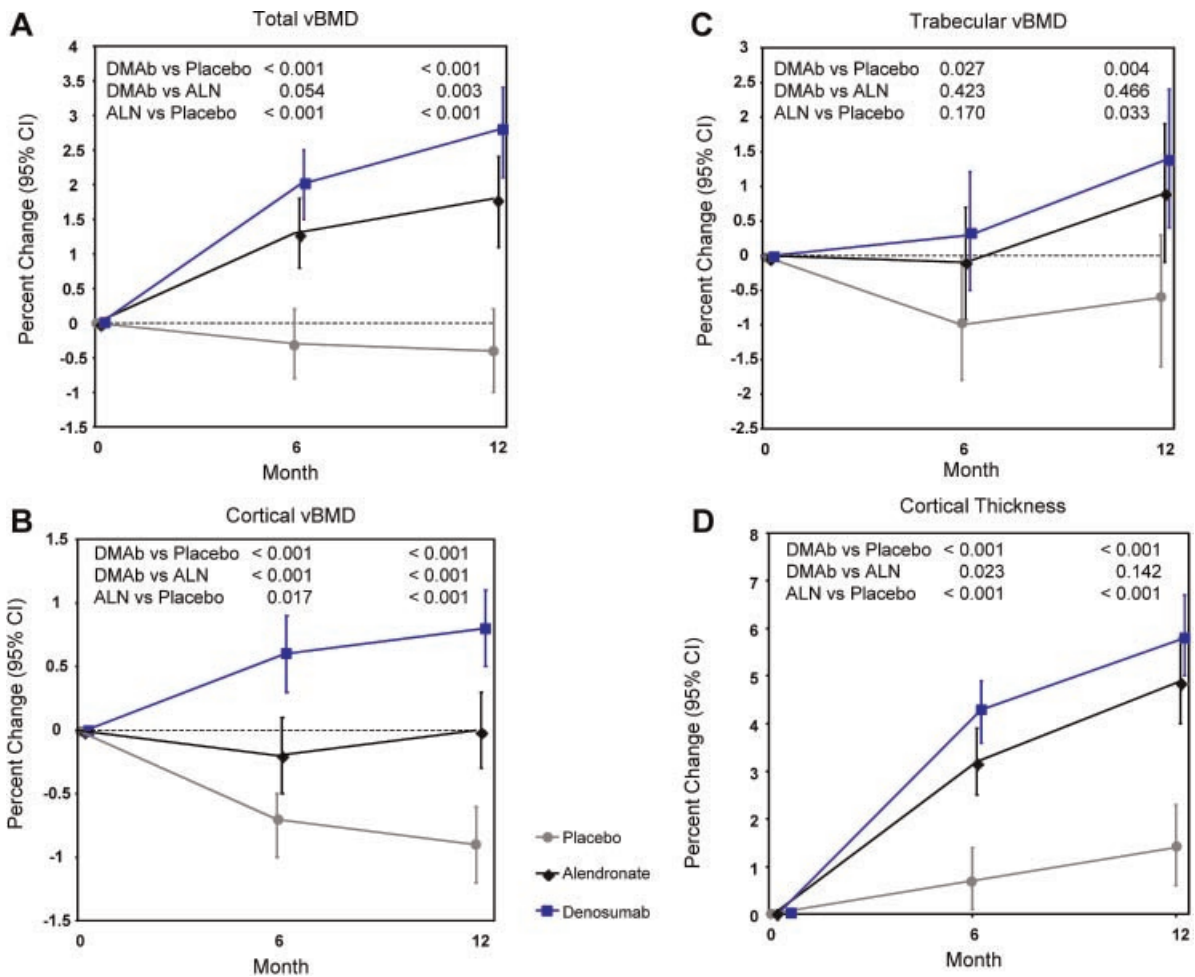 A
Total vBMD
4
3.5
3
2.5
2
1.5
1
0.5
0
-0.5
-1
-1.5
Percent Change (95% CI)
DMAb vs Placebo < 0.001 < 0.001
DMAb vs ALN 0.054 0.003
ALN vs Placebo < 0.001 < 0.001
0 6 12
Month
C
Trabecular vBMD
3
2.5
2
1.5
1
0.5
0
-0.5
-1
-1.5
-2
-2.5
Percent Change (95% CI)
DMAb vs Placebo 0.027 0.004
DMAb vs ALN 0.423 0.466
ALN vs Placebo 0.170 0.033
0 6 12
Month
B
Cortical vBMD
1.5
1
0.5
0
-0.5
-1
-1.5
Percent Change (95% CI)
DMAb vs Placebo < 0.001 < 0.001
DMAb vs ALN < 0.001 < 0.001
ALN vs Placebo 0.017 < 0.001
0 6 12
Month
Placebo
Alendronate
Denosumab
D
Cortical Thickness
8
7
6
5
4
3
2
1
0
Percent Change (95% CI)
DMAb vs Placebo < 0.001 < 0.001
DMAb vs ALN 0.023 0.142
ALN vs Placebo < 0.001 < 0.001
0 6 12
Month